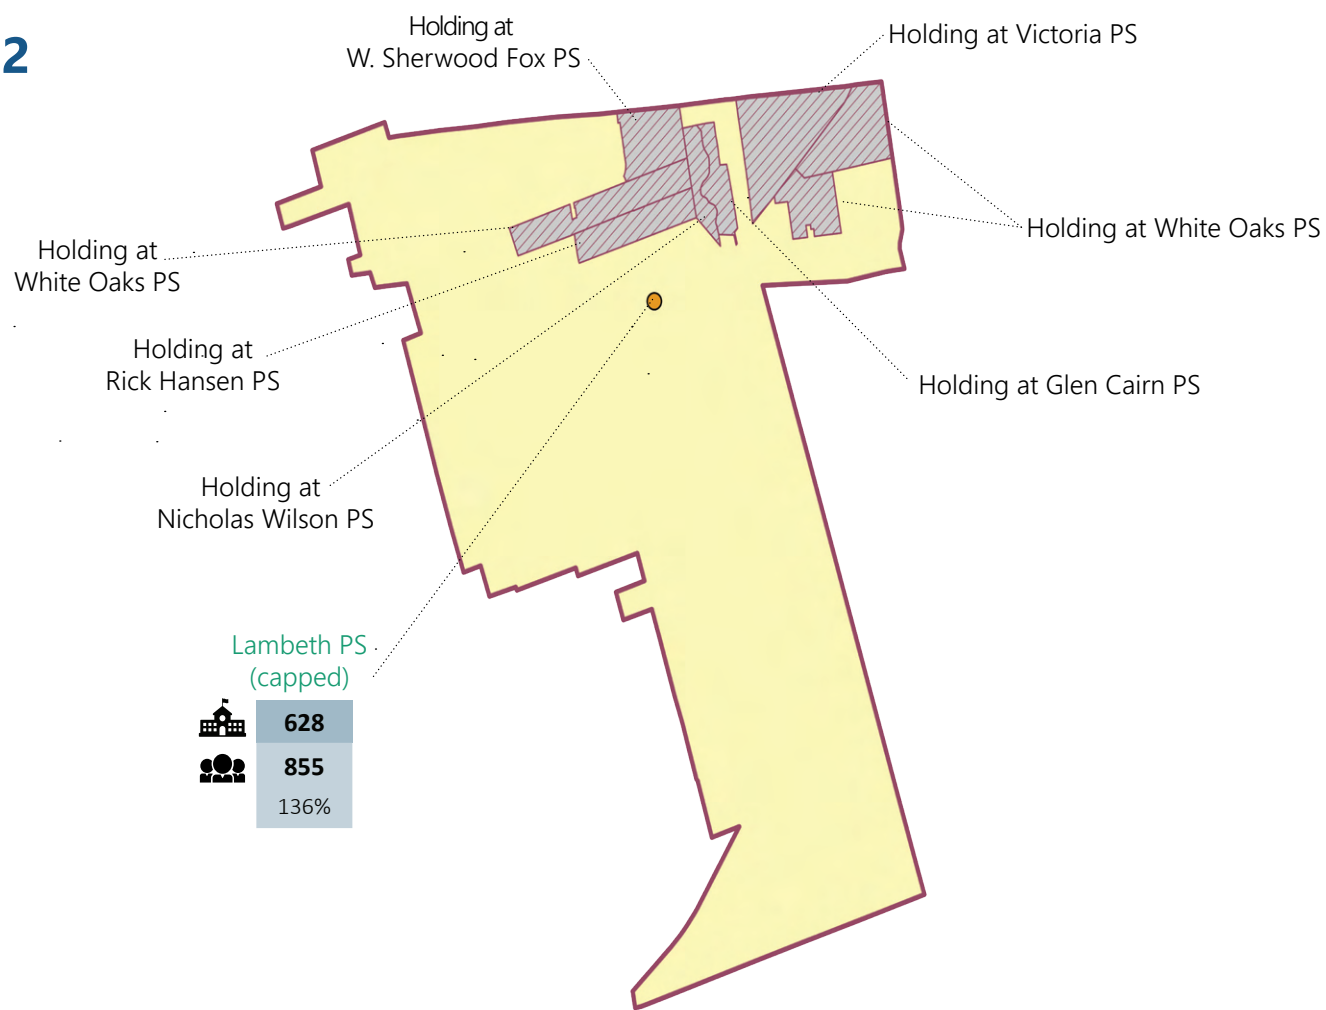 2
Holding at
W. Sherwood Fox PS
Holding at Victoria PS
Holding at White Oaks PS
Holding at
White Oaks PS
Holding at
Rick Hansen PS
Holding at Glen Cairn PS
Holding at
Nicholas Wilson PS
Lambeth PS
(capped)
628
855
136%